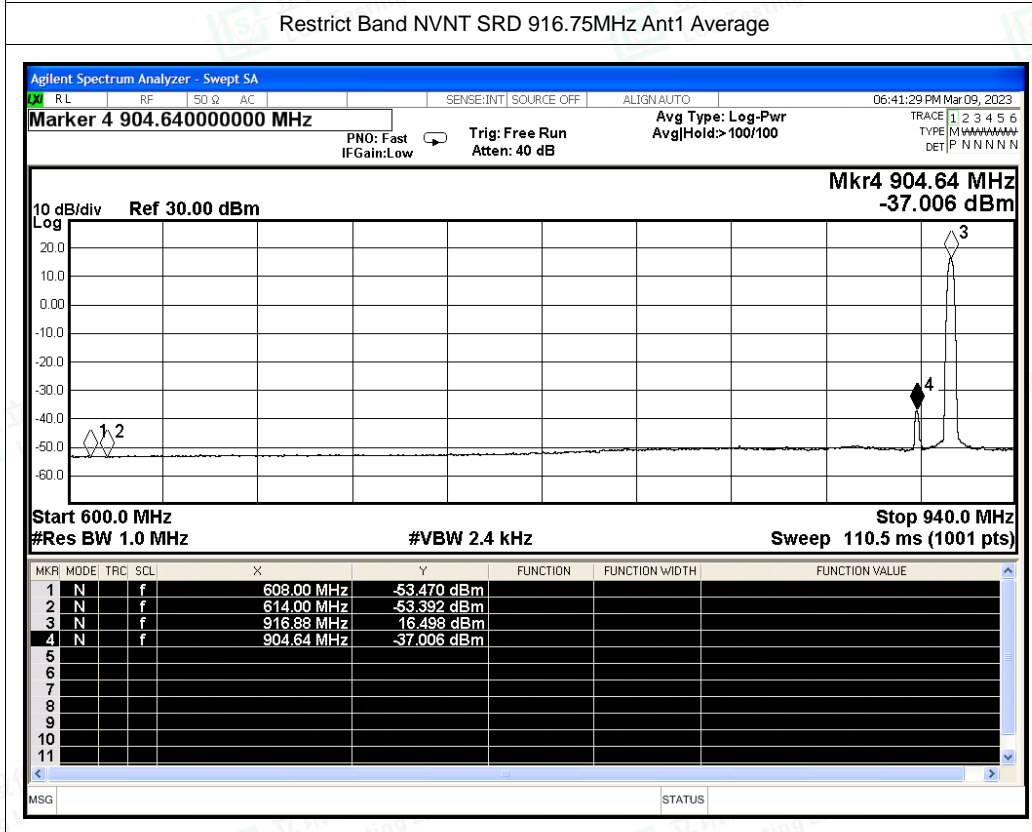 Restrict Band NVNT SRD 916.75MHz Ant1 Average
Agilent Spectrum Analyzer - Swept SA
LXI RL RF 50 Ω AC SENSE:INT SOURCE OFF ALIGN AUTO 06:41:29 PM Mar 09, 2023
Marker 4 904.640000000 MHz
PNO: Fast
IFGain:Low
Trig: Free Run
Atten: 40 dB
Avg Type: Log-Pwr
Avg|Hold:>100/100
TRACE 1 2 3 4 5 6
TYPE M
DET P N N N N N
Mkr4 904.64 MHz
-37.006 dBm
10 dB/div Ref 30.00 dBm
Log
20.0
10.0
0.00
-10.0
-20.0
-30.0
-40.0
-50.0
-60.0
1 2
3
4
Start 600.0 MHz Stop 940.0 MHz
#Res BW 1.0 MHz #VBW 2.4 kHz Sweep 110.5 ms (1001 pts)
MKR MODE TRC SCL X Y FUNCTION FUNCTION WIDTH FUNCTION VALUE
1 N f 608.00 MHz -53.470 dBm
2 N f 614.00 MHz -53.392 dBm
3 N f 916.88 MHz 16.498 dBm
4 N f 904.64 MHz -37.006 dBm
5
6
7
8
9
10
11
MSG STATUS